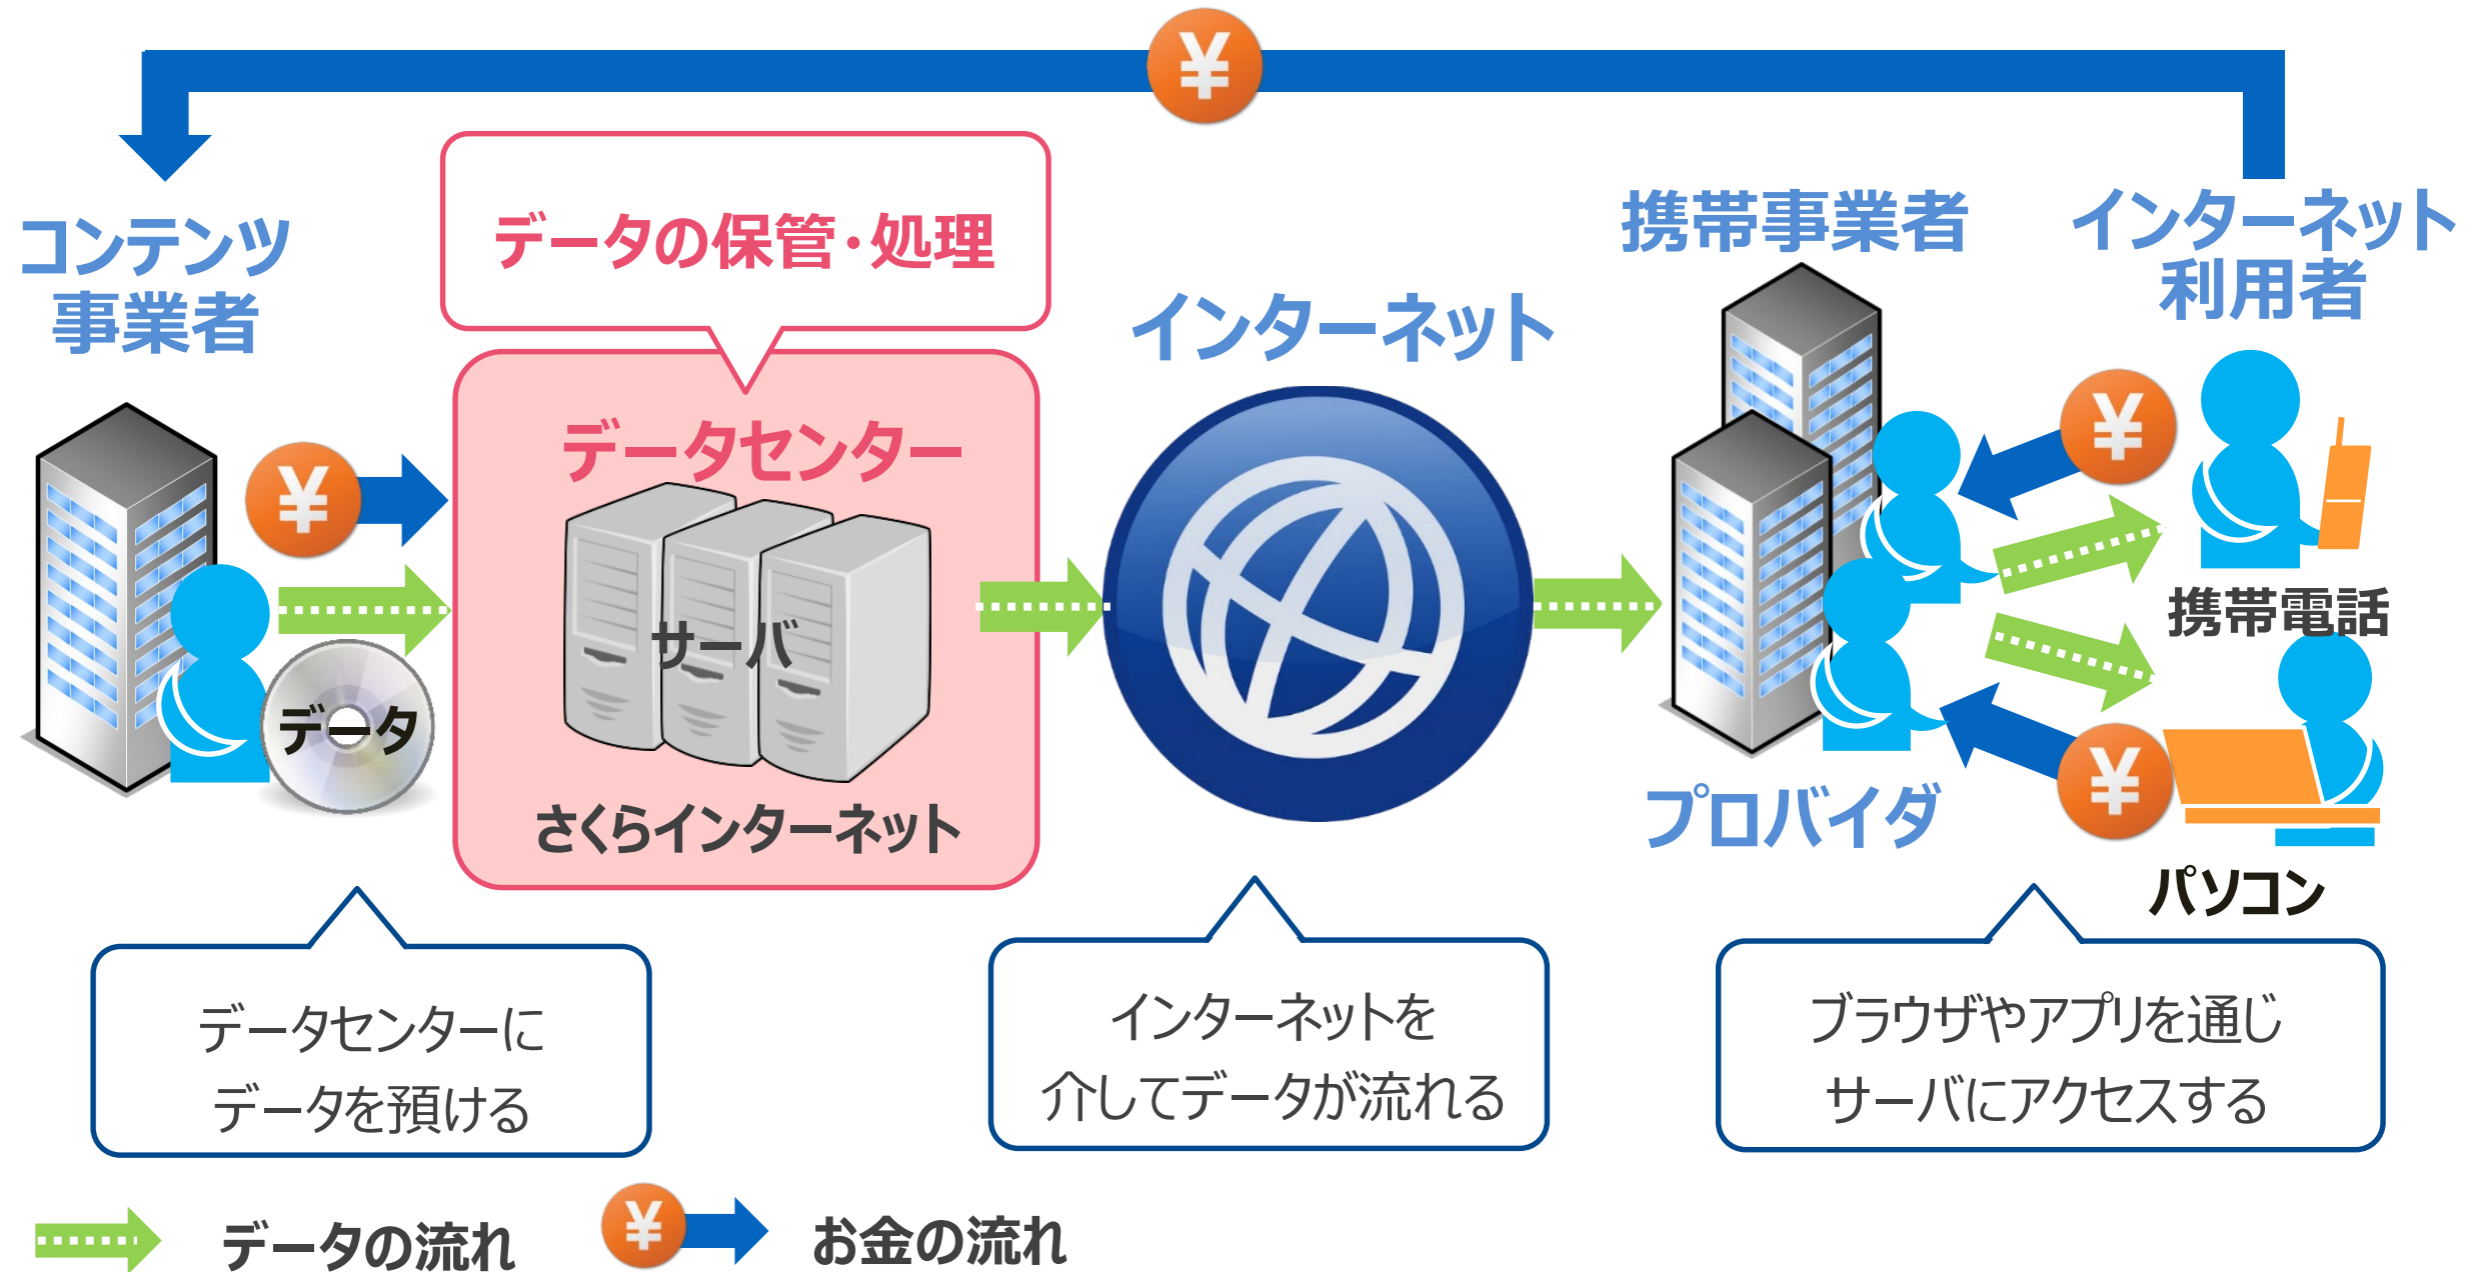 ¥
コンテンツ
事業者
データの保管・処理
携帯事業者
インターネット
利用者
インターネット
¥
データセンター
¥
サーバ
データ
さくらインターネット
携帯電話
¥
プロバイダ
パソコン
データセンターに
データを預ける
インターネットを
介してデータが流れる
ブラウザやアプリを通じ
サーバにアクセスする
データの流れ
¥
お金の流れ